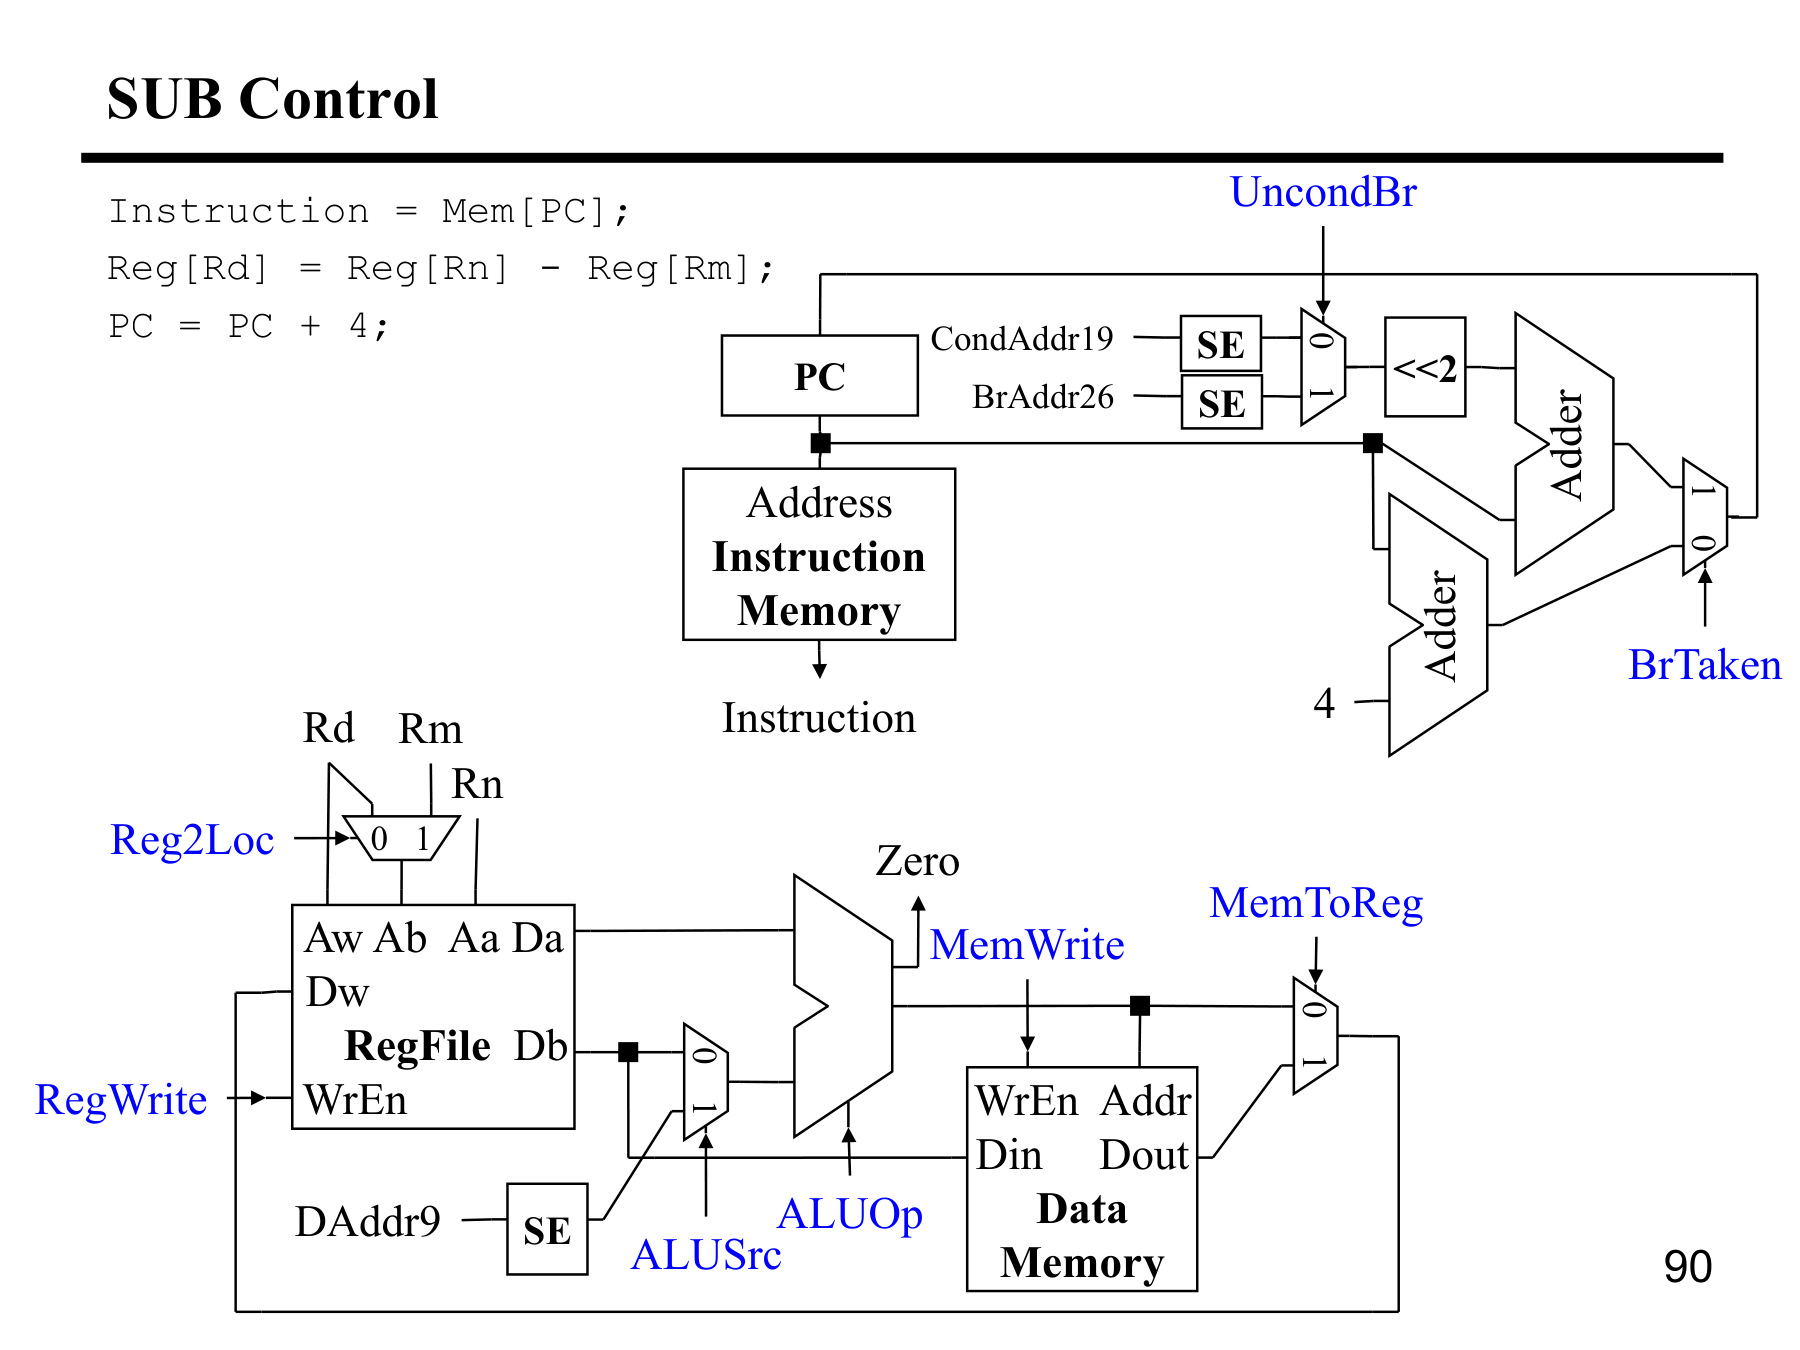 SUB Control
Instruction = Mem[PC];
Reg[Rd] = Reg[Rn] - Reg[Rm];
PC = PC + 4;
UncondBr
PC
CondAddr19
SE
BrAddr26
SE
0
1
<<2
Adder
1
0
BrTaken
Address
Instruction
Memory
Adder
4
Instruction
Rd
Rm
Rn
Reg2Loc
0 1
Aw Ab Aa Da
Dw
RegFile Db
WrEn
RegWrite
0
1
DAddr9
SE
ALUSrc
ALUOp
Zero
MemWrite
MemToReg
0
1
WrEn Addr
Din Dout
Data
Memory
90